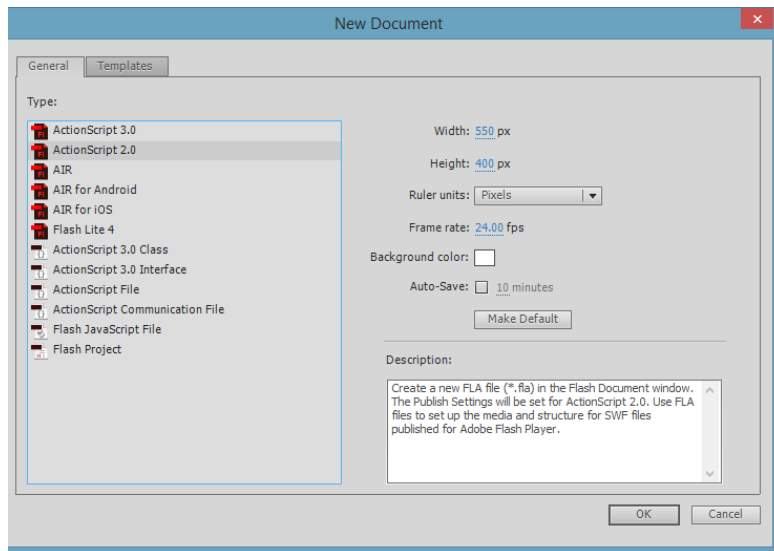 New Document
General
Templates
Type:
ActionScript 3.0
ActionScript 2.0
AIR
AIR for Android
AIR for iOS
Flash Lite 4
ActionScript 3.0 Class
ActionScript 3.0 Interface
ActionScript File
ActionScript Communication File
Flash JavaScript File
Flash Project
Width: 550 px
Height: 400 px
Ruler units: Pixels
Frame rate: 24.00 fps
Background color:
Auto-Save: 10 minutes
Make Default
Description:
Create a new FLA file (*.fla) in the Flash Document window.
The Publish Settings will be set for ActionScript 2.0. Use FLA
files to set up the media and structure for SWF files
published for Adobe Flash Player.
OK
Cancel